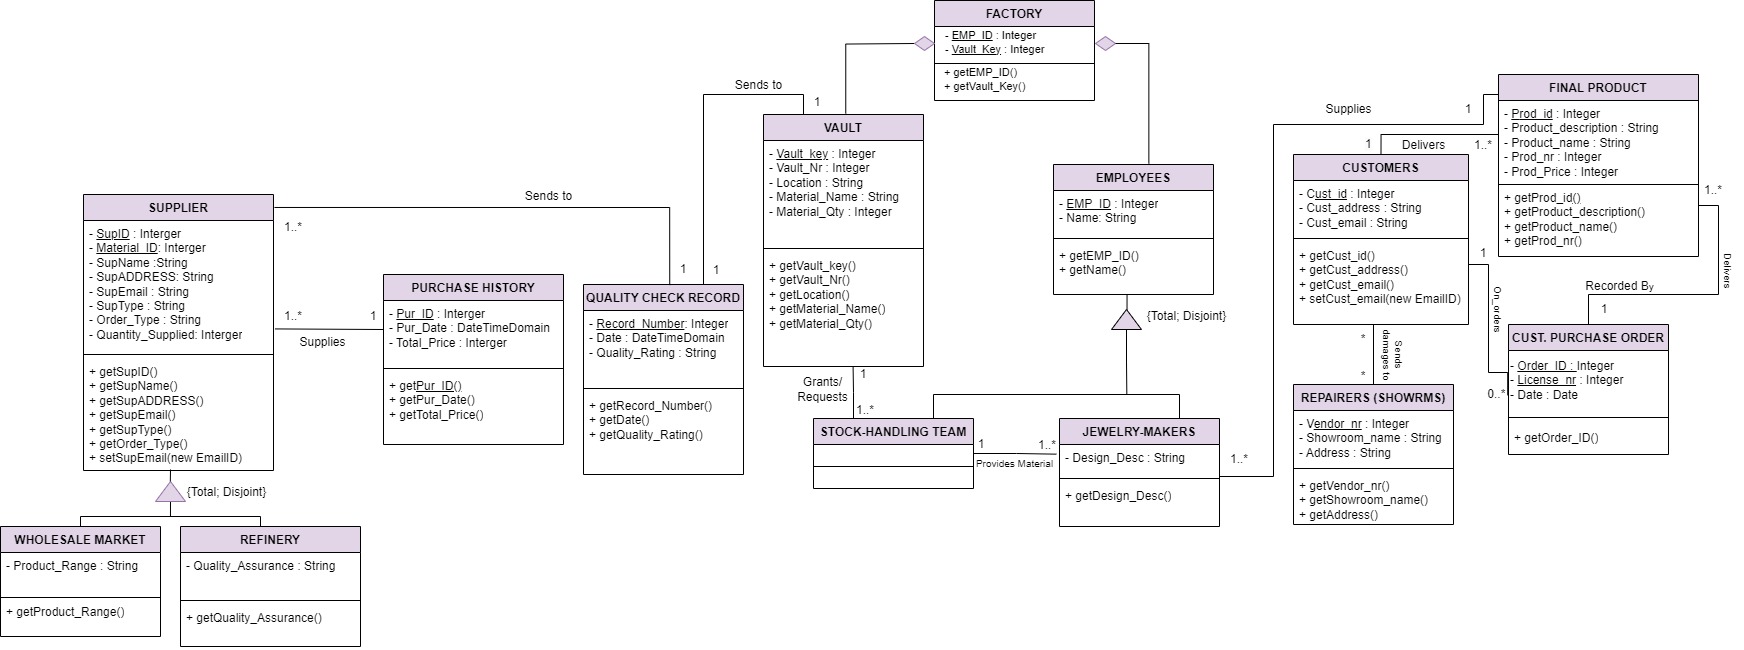 FACTORY
- EMP_ID : Integer
- Vault_Key : Integer
+ getEMP_ID()
+ getVault_Key()
Sends to
1
1
VAULT
- Vault_key : Integer
- Vault_Nr : Integer
- Location : String
- Material_Name : String
- Material_Qty : Integer
+ getVault_key()
+ getVault_Nr()
+ getLocation()
+ getMaterial_Name()
+ getMaterial_Qty()
EMPLOYEES
- EMP_ID : Integer
- Name: String
+ getEMP_ID()
+ getName()
{Total; Disjoint}
SUPPLIER
- SupID : Interger
- Material_ID: Interger
- SupName :String
- SupADDRESS: String
- SupEmail : String
- SupType : String
- Order_Type : String
- Quantity_Supplied: Interger
+ getSupID()
+ getSupName()
+ getSupADDRESS()
+ getSupEmail()
+ getSupType()
+ getOrder_Type()
+ setSupEmail(new EmailID)
Sends to
1..*
1
1..*
1
Supplies
PURCHASE HISTORY
- Pur_ID : Interger
- Pur_Date : DateTimeDomain
- Total_Price : Interger
+ getPur_ID()
+ getPur_Date()
+ getTotal_Price()
QUALITY CHECK RECORD
- Record_Number: Integer
- Date : DateTimeDomain
- Quality_Rating : String
+ getRecord_Number()
+ getDate()
+ getQuality_Rating()
{Total; Disjoint}
WHOLESALE MARKET
- Product_Range : String
+ getProduct_Range()
REFINERY
- Quality_Assurance : String
+ getQuality_Assurance()
Grants/
Requests
1
1..*
STOCK-HANDLING TEAM
1
1..*
Provides Material
JEWELRY-MAKERS
- Design_Desc : String
+ getDesign_Desc()
1..*
Supplies
1
FINAL PRODUCT
- Prod_id : Integer
- Product_description : String
- Product_name : String
- Prod_nr : Integer
- Prod_Price : Integer
+ getProd_id()
+ getProduct_description()
+ getProduct_name()
+ getProd_nr()
1
Delivers
1..*
CUSTOMERS
- Cust_id : Integer
- Cust_address : String
- Cust_email : String
+ getCust_id()
+ getCust_address()
+ getCust_email()
+ setCust_email(new EmailID)
1..*
Delivers
Recorded By
1
1
On_orders
0..*
CUST. PURCHASE ORDER
- Order_ID : Integer
- License_nr : Integer
- Date : Date
+ getOrder_ID()
*
Sends
damages to
*
REPAIRERS (SHOWRMS)
- Vendor_nr : Integer
- Showroom_name : String
- Address : String
+ getVendor_nr()
+ getShowroom_name()
+ getAddress()